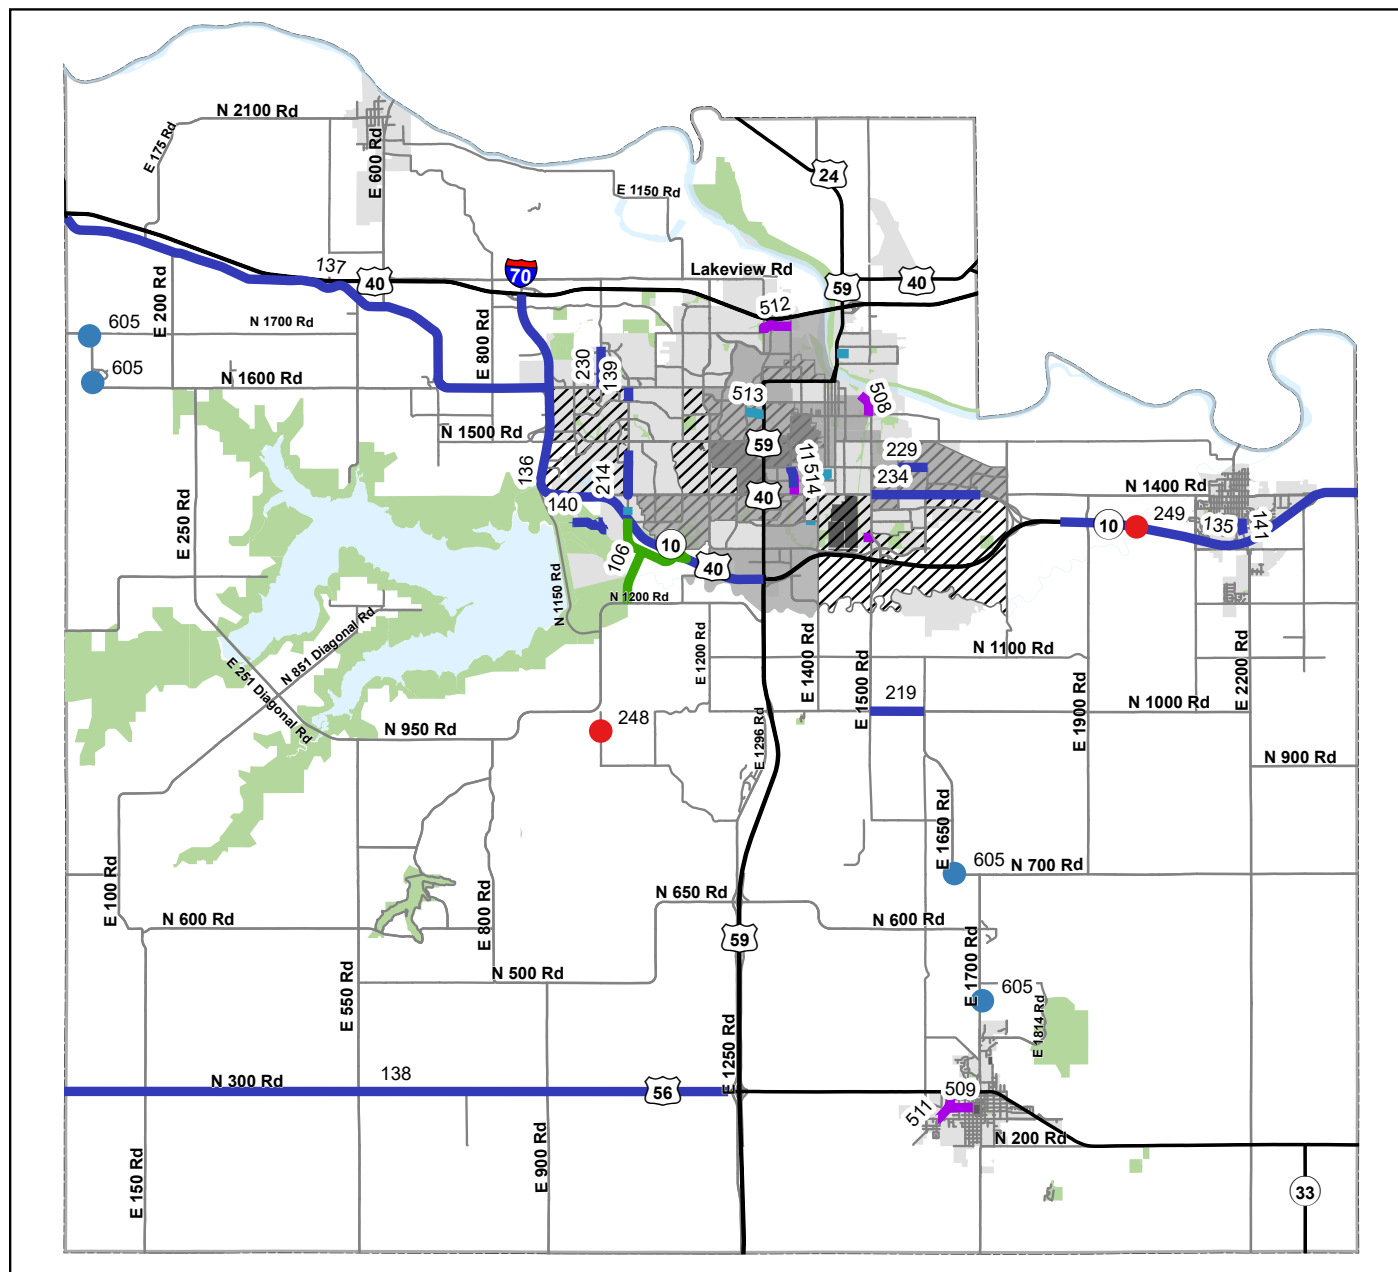 N 2100 Rd
E 175 Rd
E 600 Rd
E 1150 Rd
24
Lakeview Rd
70
137
40
59
40
E 200 Rd
605
N 1700 Rd
E 800 Rd
512
230
139
605
N 1600 Rd
513
508
N 1500 Rd
59
229
136
214
11514
234
40
N 1400 Rd
140
E 250 Rd
10
249
135
141
106
10
40
N 1150 Rd
N 1200 Rd
N 851 Diagonal Rd
E 251 Diagonal Rd
E 1200 Rd
E 1400 Rd
N 1100 Rd
E 1500 Rd
219
E 1900 Rd
N 1000 Rd
E 2200 Rd
248
N 950 Rd
E 1296 Rd
N 900 Rd
E 1650 Rd
605
N 700 Rd
E 100 Rd
N 600 Rd
E 800 Rd
N 650 Rd
N 600 Rd
59
E 1700 Rd
N 500 Rd
605
E 550 Rd
E 1250 Rd
E 1814 Rd
N 300 Rd
138
56
509
511
N 200 Rd
E 150 Rd
E 900 Rd
33